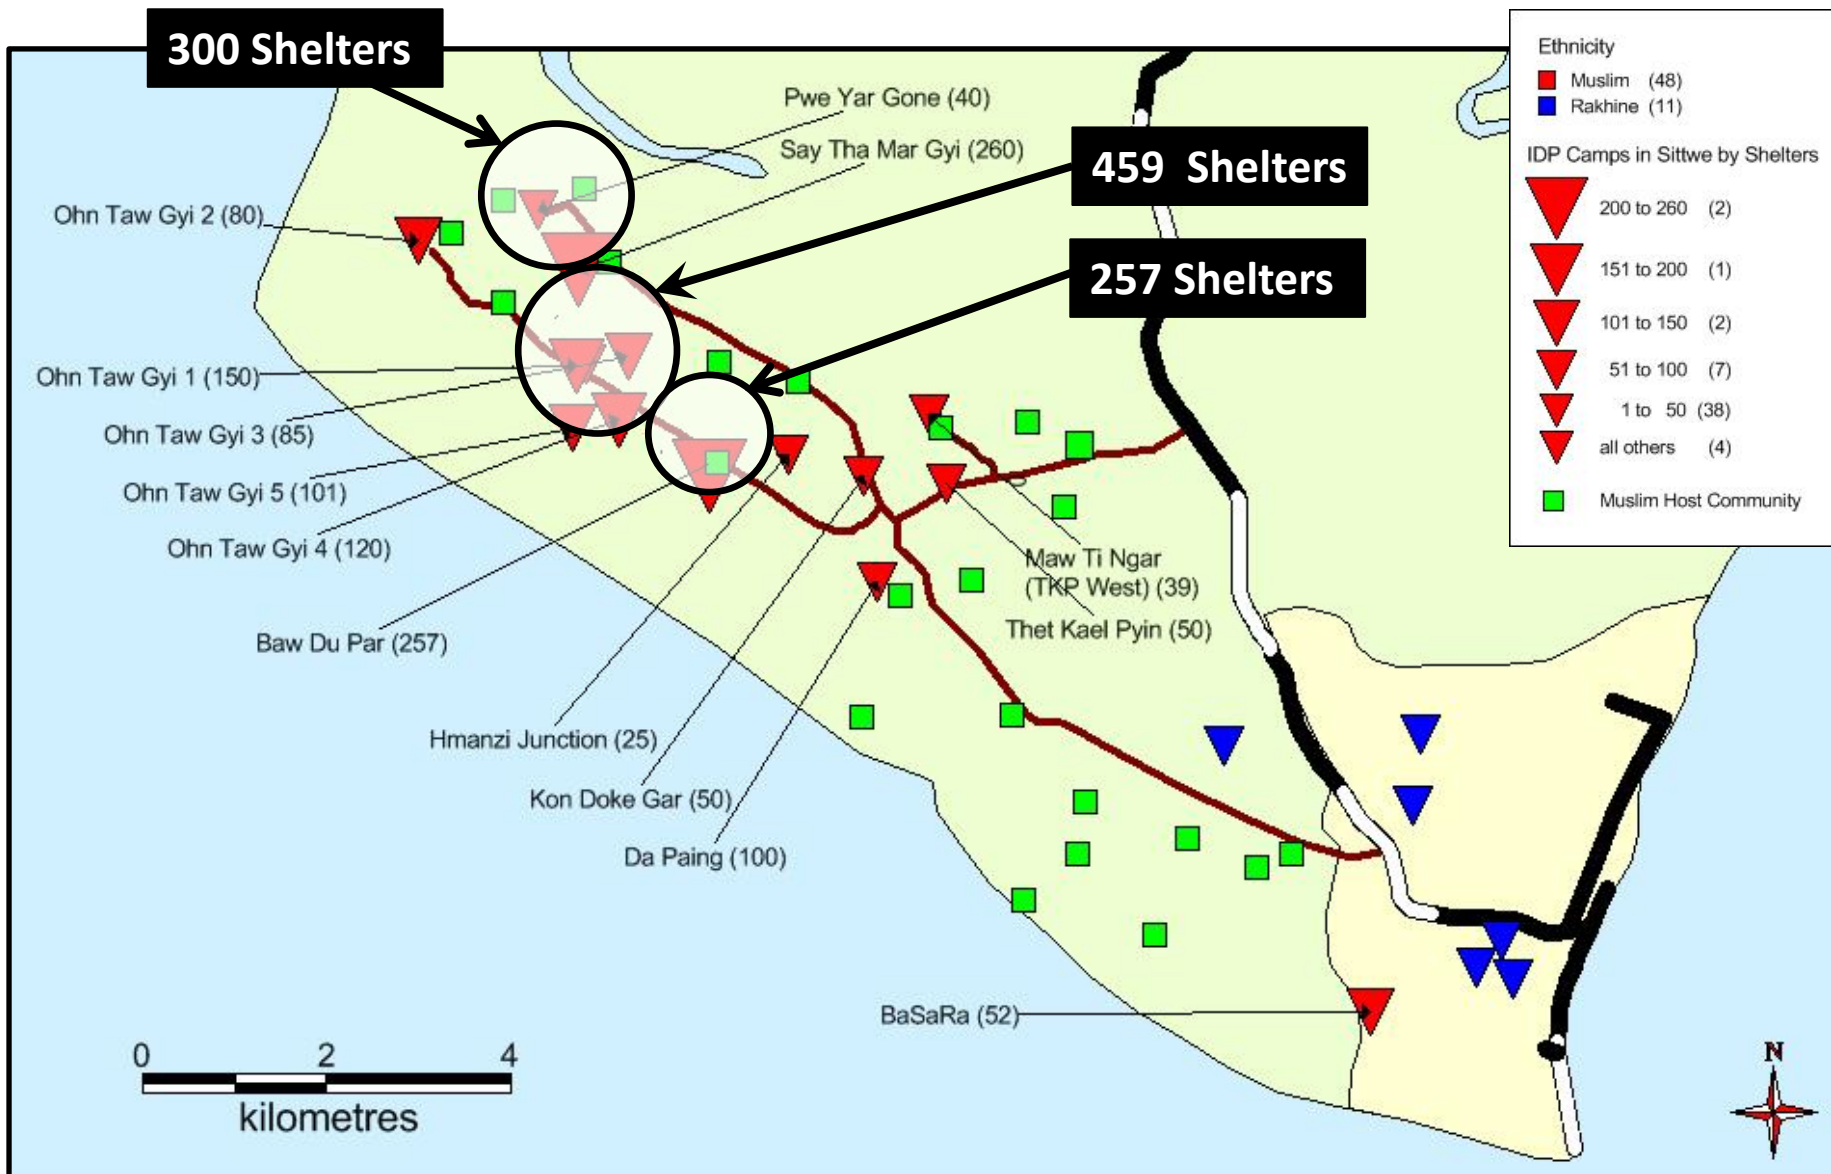 300 Shelters
Pwe Yar Gone (40)
Say Tha Mar Gyi (260)
459 Shelters
257 Shelters
Ohn Taw Gyi 2 (80)
Ohn Taw Gyi 1 (150)
Ohn Taw Gyi 3 (85)
Ohn Taw Gyi 5 (101)
Ohn Taw Gyi 4 (120)
Baw Du Par (257)
Hmanzi Junction (25)
Kon Doke Gar (50)
Da Paing (100)
Maw Ti Ngar
(TKP West) (39)
Thet Kael Pyin (50)
BaSaRa (52)
Ethnicity
Muslim (48)
Rakhine (11)
IDP Camps in Sittwe by Shelters
200 to 260 (2)
151 to 200 (1)
101 to 150 (2)
51 to 100 (7)
1 to 50 (38)
all others (4)
Muslim Host Community
0 2 4
kilometres
N